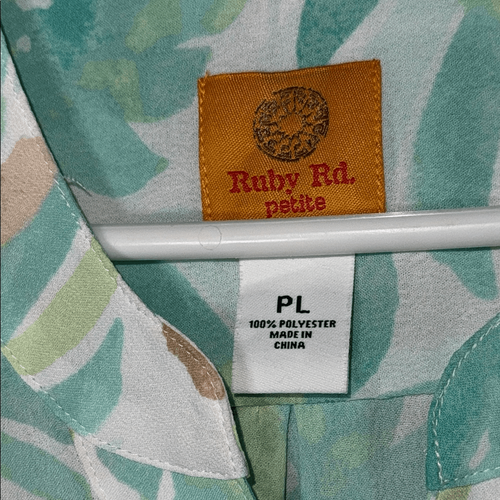 Ruby Rd.
petite
PL
100% POLYESTER
MADE IN
CHINA